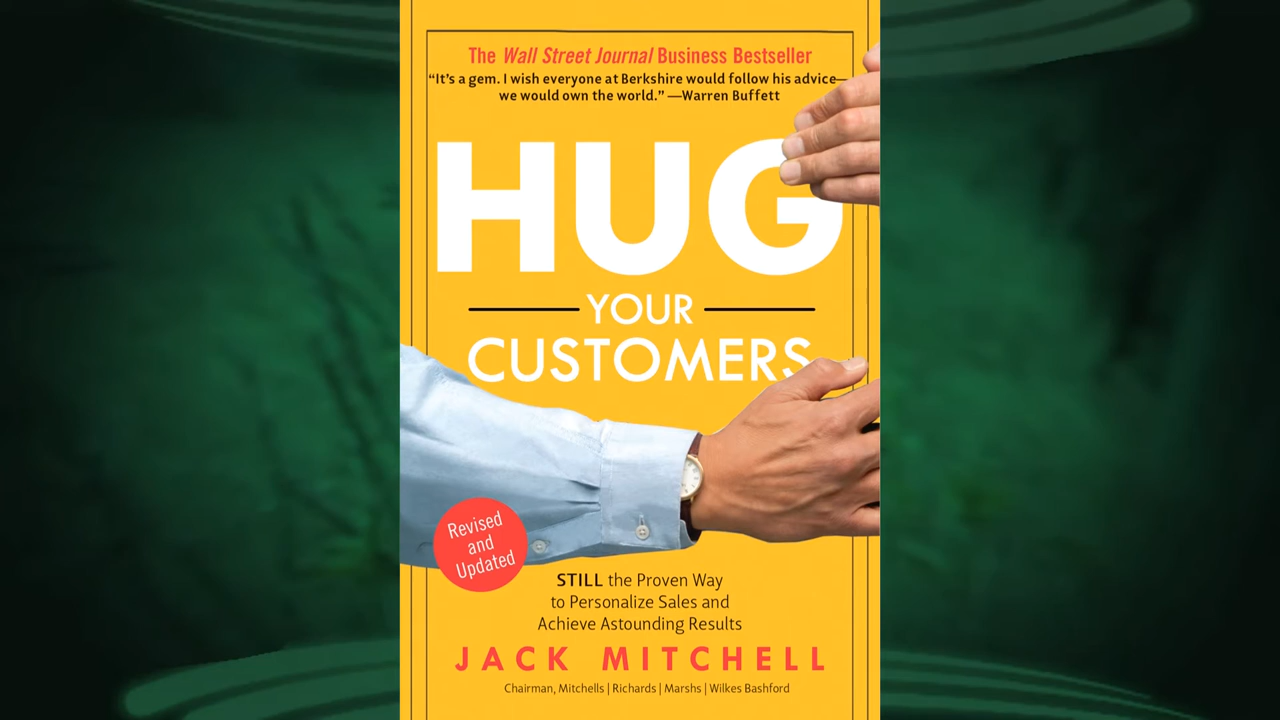 The Wall Street Journal Business Bestseller
“It’s a gem. I wish everyone at Berkshire would follow his advice—
we would own the world.” —Warren Buffett
HUG
YOUR
CUSTOMERS
Revised
and
Updated
STILL the Proven Way
to Personalize Sales and
Achieve Astounding Results
JACK MITCHELL
Chairman, Mitchells | Richards | Marshs | Wilkes Bashford